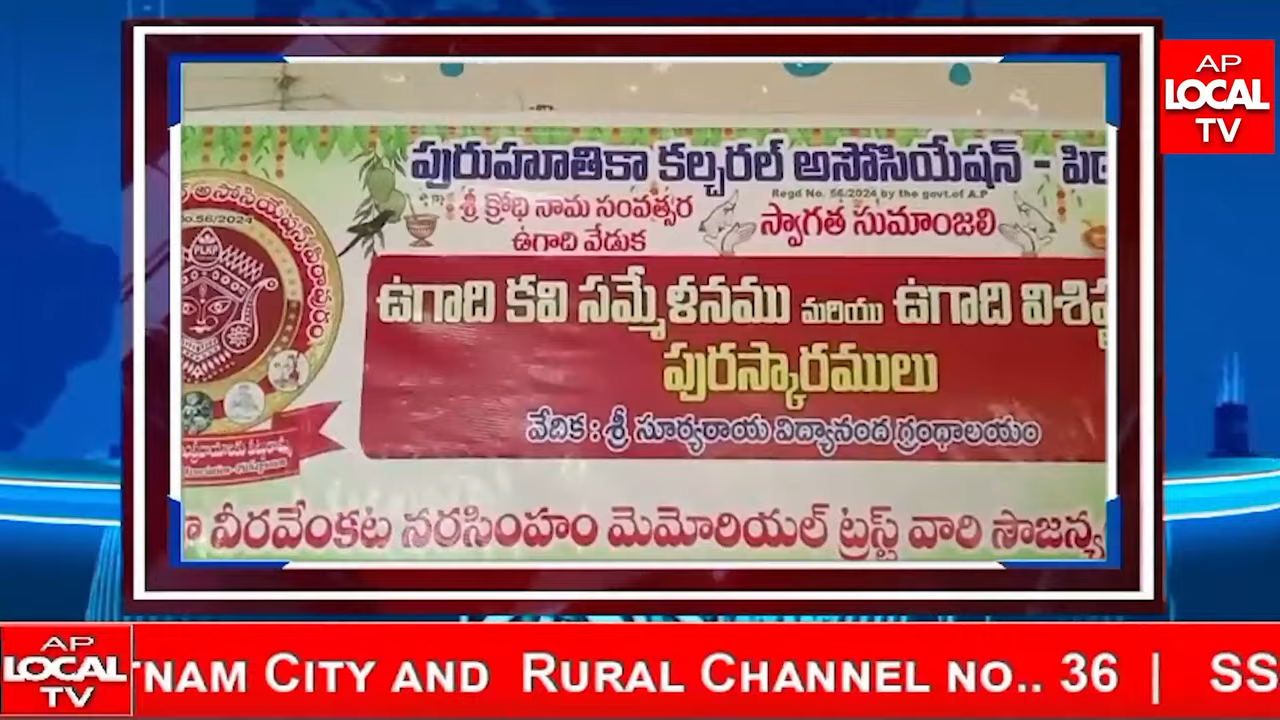 AP
LOCAL
TV
పురుహూతికా కల్చరల్ అసోసియేషన్ -
Regd No. 56/2024 by the govt.of A.P
శ్రీ క్రోధి నామ సంవత్సర
ఉగాది వేడుక
స్వాగత సుమాంజలి
PLKP
ఉగాది కవి సమ్మేళనము మరియు ఉగాది
పురస్కారములు
వేదిక : శ్రీ సూర్యరాయ విద్యానంద గ్రంథాలయం
వీరవేంకట నరసింహం మెమోరియల్ ట్రస్ట్ వారి
AP
LOCAL
TV
TNAM CITY AND RURAL CHANNEL NO.. 36 | SS